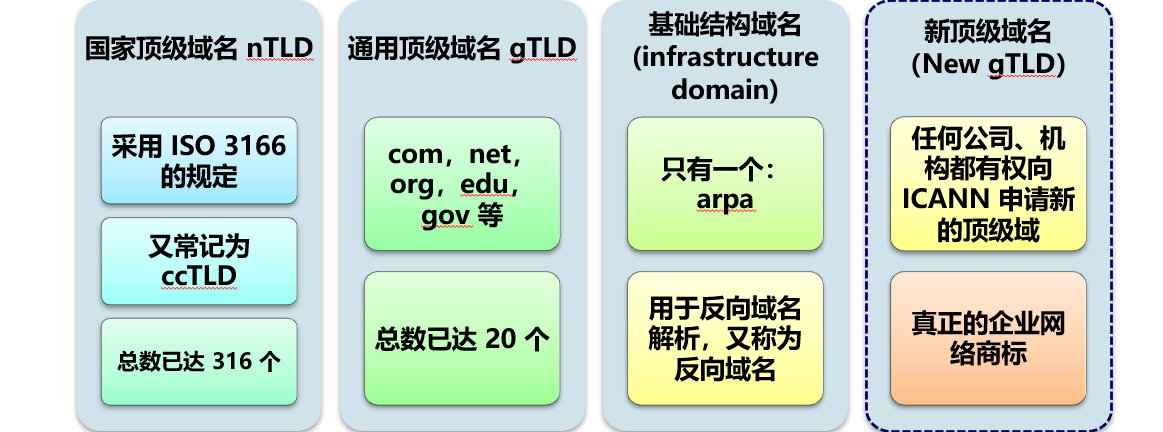 国家顶级域名 nTLD
采用 ISO 3166
的规定
又常记为
ccTLD
总数已达 316 个
通用顶级域名 gTLD
com，net，
org，edu，
gov 等
总数已达 20 个
基础结构域名
(infrastructure
domain)
只有一个：
arpa
用于反向域名
解析，又称为
反向域名
新顶级域名
（New gTLD）
任何公司、机
构都有权向
ICANN 申请新
的顶级域
真正的企业网
络商标